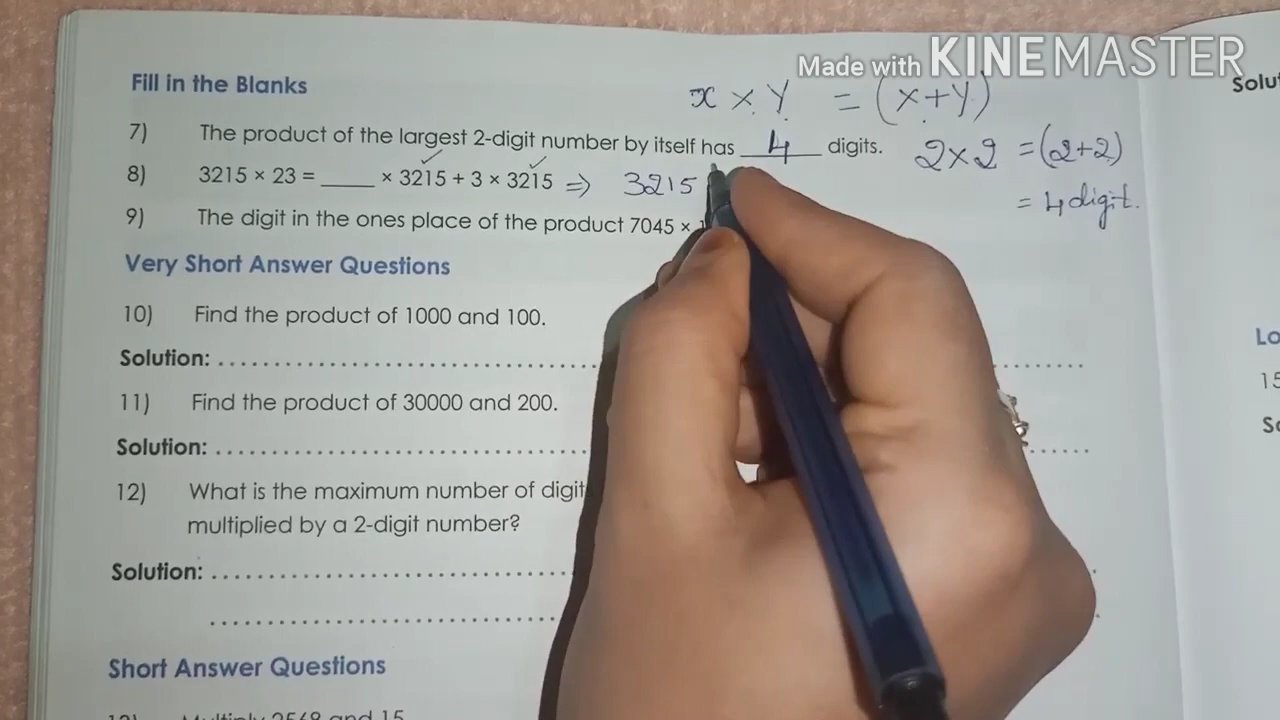 Made with KINEMASTER
Fill in the Blanks
x × y = (x+y)
7) The product of the largest 2-digit number by itself has 4 digits.
2×2 = (2+2)
= 4 digit.
8) 3215 × 23 = ____ × 3215 + 3 × 3215 ⇒ 3215
9) The digit in the ones place of the product 7045 ×
Very Short Answer Questions
10) Find the product of 1000 and 100.
Solution:
11) Find the product of 30000 and 200.
Solution:
12) What is the maximum number of
multiplied by a 2-digit number?
Solution:
Short Answer Questions
and 15